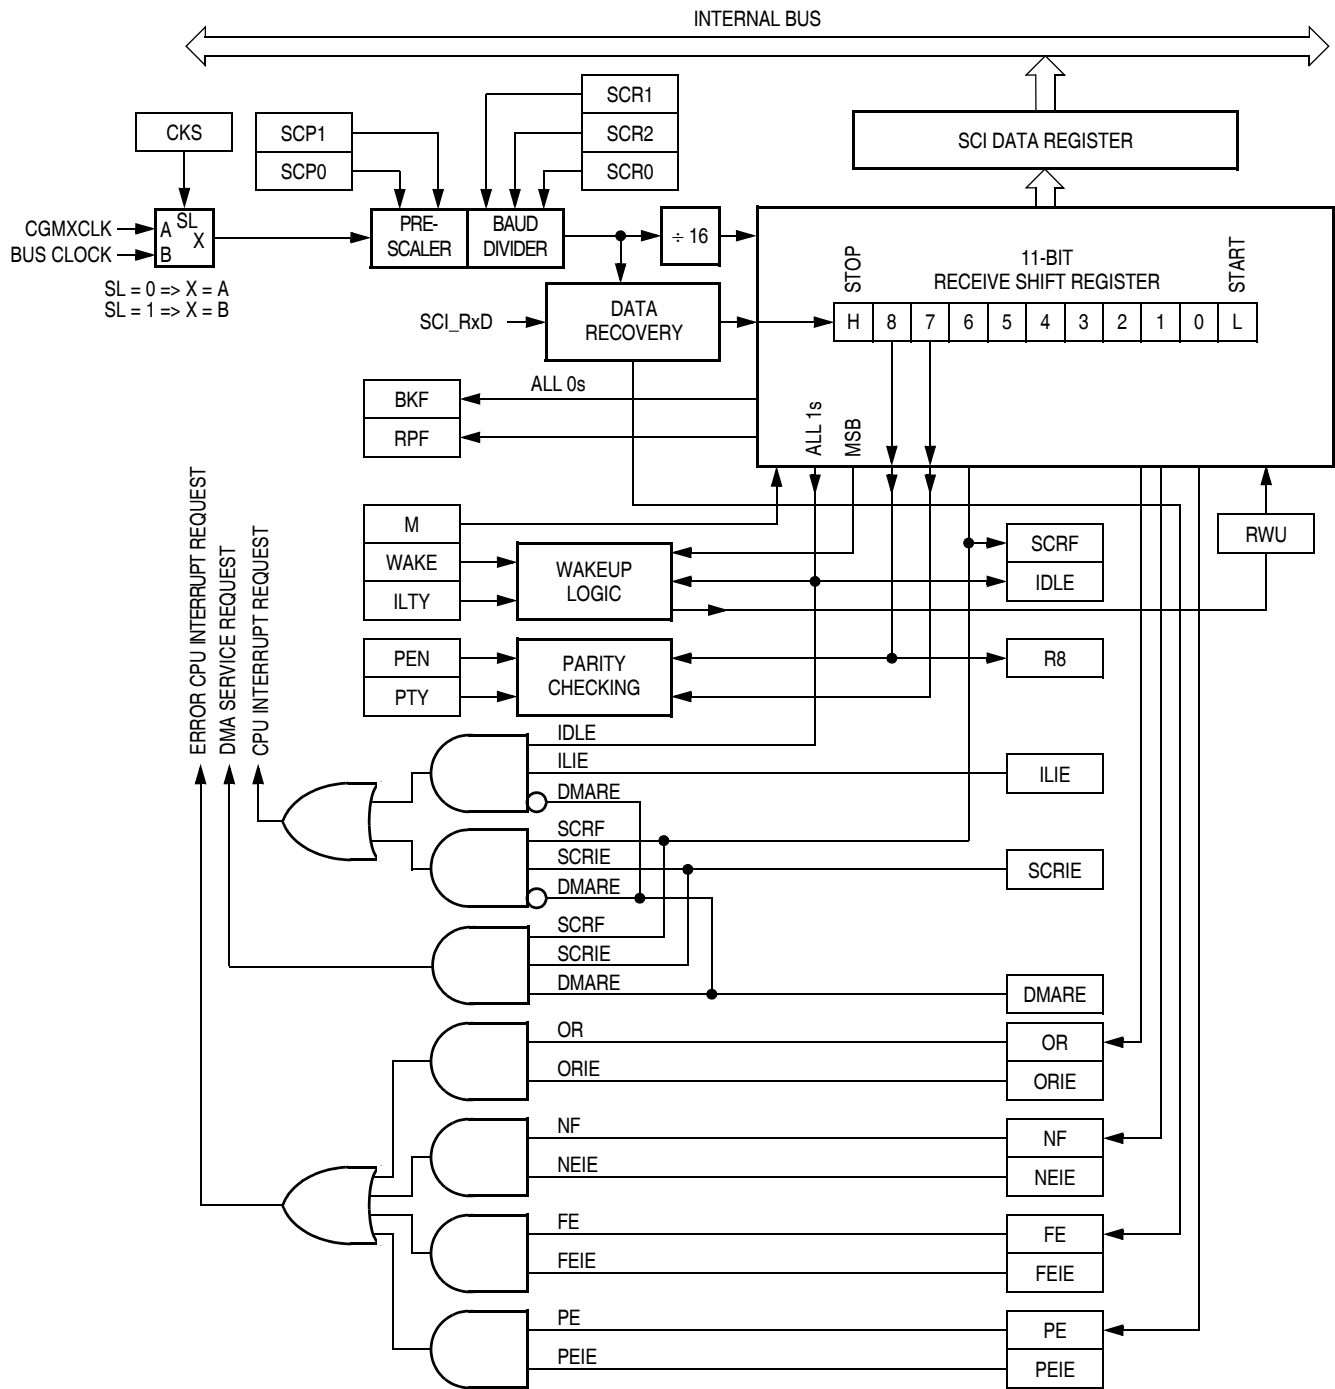 INTERNAL BUS
SCR1
SCR2
SCR0
CKS
SCP1
SCP0
SCI DATA REGISTER
CGMXCLK
BUS CLOCK
A
B
SL
X
SL = 0 => X = A
SL = 1 => X = B
PRE-
SCALER
BAUD
DIVIDER
÷ 16
STOP
11-BIT
RECEIVE SHIFT REGISTER
START
SCI_RxD
DATA
RECOVERY
H 8 7 6 5 4 3 2 1 0 L
ALL 0s
BKF
RPF
ALL 1s
MSB
ERROR CPU INTERRUPT REQUEST
DMA SERVICE REQUEST
CPU INTERRUPT REQUEST
M
WAKE
ILTY
WAKEUP
LOGIC
SCRF
IDLE
RWU
PEN
PTY
PARITY
CHECKING
R8
IDLE
ILIE
DMARE
ILIE
SCRF
SCRIE
DMARE
SCRIE
SCRF
SCRIE
DMARE
DMARE
OR
ORIE
OR
ORIE
NF
NEIE
NF
NEIE
FE
FEIE
FE
FEIE
PE
PEIE
PE
PEIE